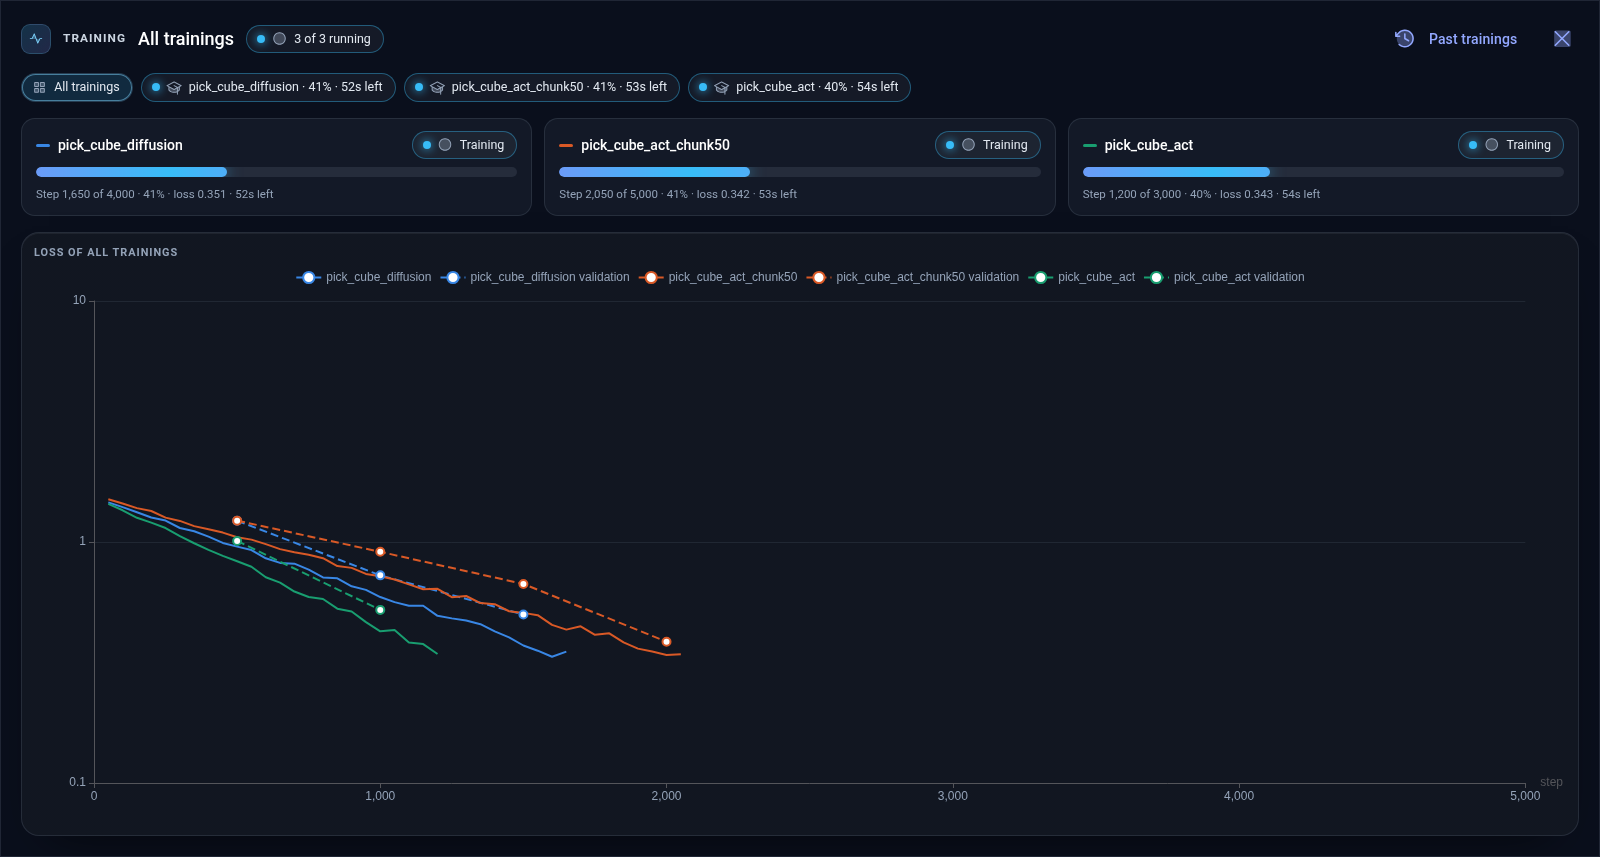 TRAINING All trainings 3 of 3 running Past trainings
All trainings pick_cube_diffusion · 41% · 52s left pick_cube_act_chunk50 · 41% · 53s left pick_cube_act · 40% · 54s left
pick_cube_diffusion Training
Step 1,650 of 4,000 · 41% · loss 0.351 · 52s left
pick_cube_act_chunk50 Training
Step 2,050 of 5,000 · 41% · loss 0.342 · 53s left
pick_cube_act Training
Step 1,200 of 3,000 · 40% · loss 0.343 · 54s left
LOSS OF ALL TRAININGS
pick_cube_diffusion pick_cube_diffusion validation pick_cube_act_chunk50 pick_cube_act_chunk50 validation pick_cube_act pick_cube_act validation
10
1
0.1
step
0 1,000 2,000 3,000 4,000 5,000